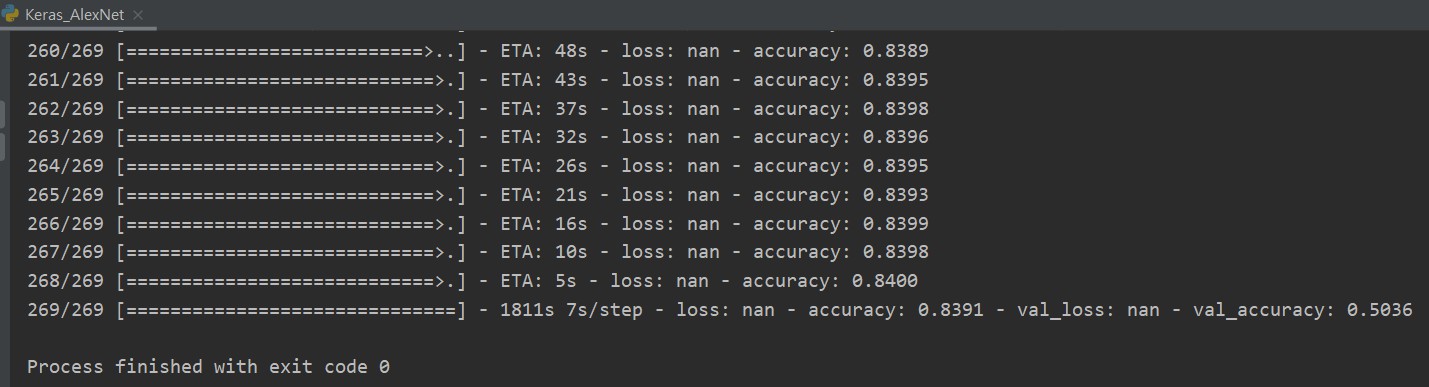 Keras_AlexNet ×
260/269 [===========================>..] - ETA: 48s - loss: nan - accuracy: 0.8389
261/269 [============================>.] - ETA: 43s - loss: nan - accuracy: 0.8395
262/269 [============================>.] - ETA: 37s - loss: nan - accuracy: 0.8398
263/269 [============================>.] - ETA: 32s - loss: nan - accuracy: 0.8396
264/269 [============================>.] - ETA: 26s - loss: nan - accuracy: 0.8395
265/269 [============================>.] - ETA: 21s - loss: nan - accuracy: 0.8393
266/269 [============================>.] - ETA: 16s - loss: nan - accuracy: 0.8399
267/269 [============================>.] - ETA: 10s - loss: nan - accuracy: 0.8398
268/269 [============================>.] - ETA: 5s - loss: nan - accuracy: 0.8400
269/269 [==============================] - 1811s 7s/step - loss: nan - accuracy: 0.8391 - val_loss: nan - val_accuracy: 0.5036
Process finished with exit code 0